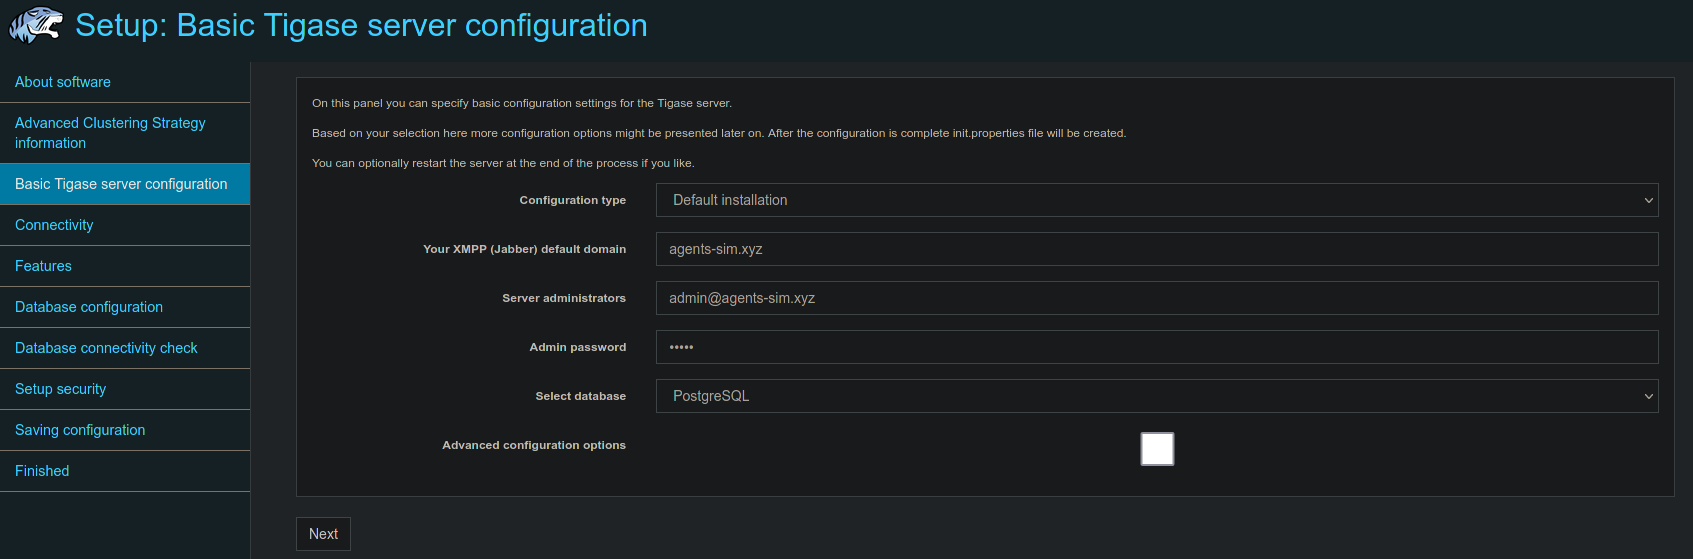 Setup: Basic Tigase server configuration
About software
Advanced Clustering Strategy
information
Basic Tigase server configuration
Connectivity
Features
Database configuration
Database connectivity check
Setup security
Saving configuration
Finished
On this panel you can specify basic configuration settings for the Tigase server.
Based on your selection here more configuration options might be presented later on. After the configuration is complete init.properties file will be created.
You can optionally restart the server at the end of the process if you like.
Configuration type Default installation
Your XMPP (Jabber) default domain agents-sim.xyz
Server administrators admin@agents-sim.xyz
Admin password •••••
Select database PostgreSQL
Advanced configuration options
Next